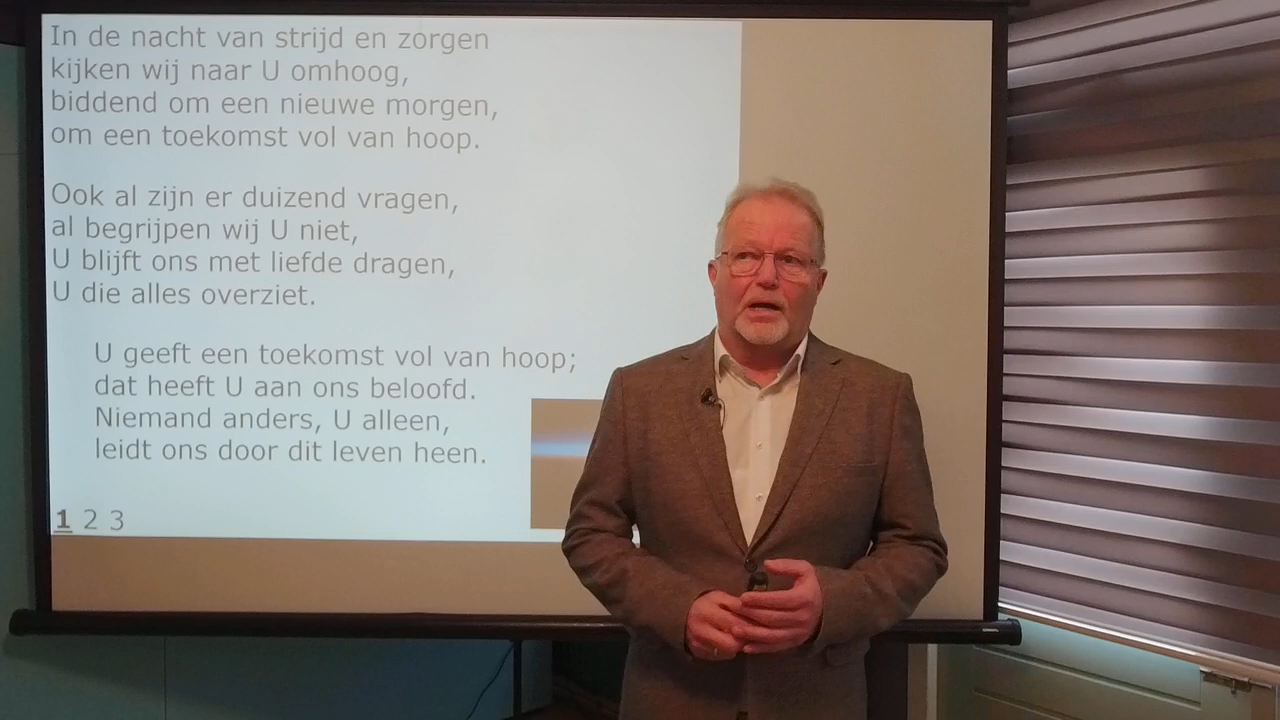 In de nacht van strijd en zorgen
kijken wij naar U omhoog,
biddend om een nieuwe morgen,
om een toekomst vol van hoop.
Ook al zijn er duizend vragen,
al begrijpen wij U niet,
U blijft ons met liefde dragen,
U die alles overziet.
U geeft een toekomst vol van hoop;
dat heeft U aan ons beloofd.
Niemand anders, U alleen,
leidt ons door dit leven heen.
1 2 3